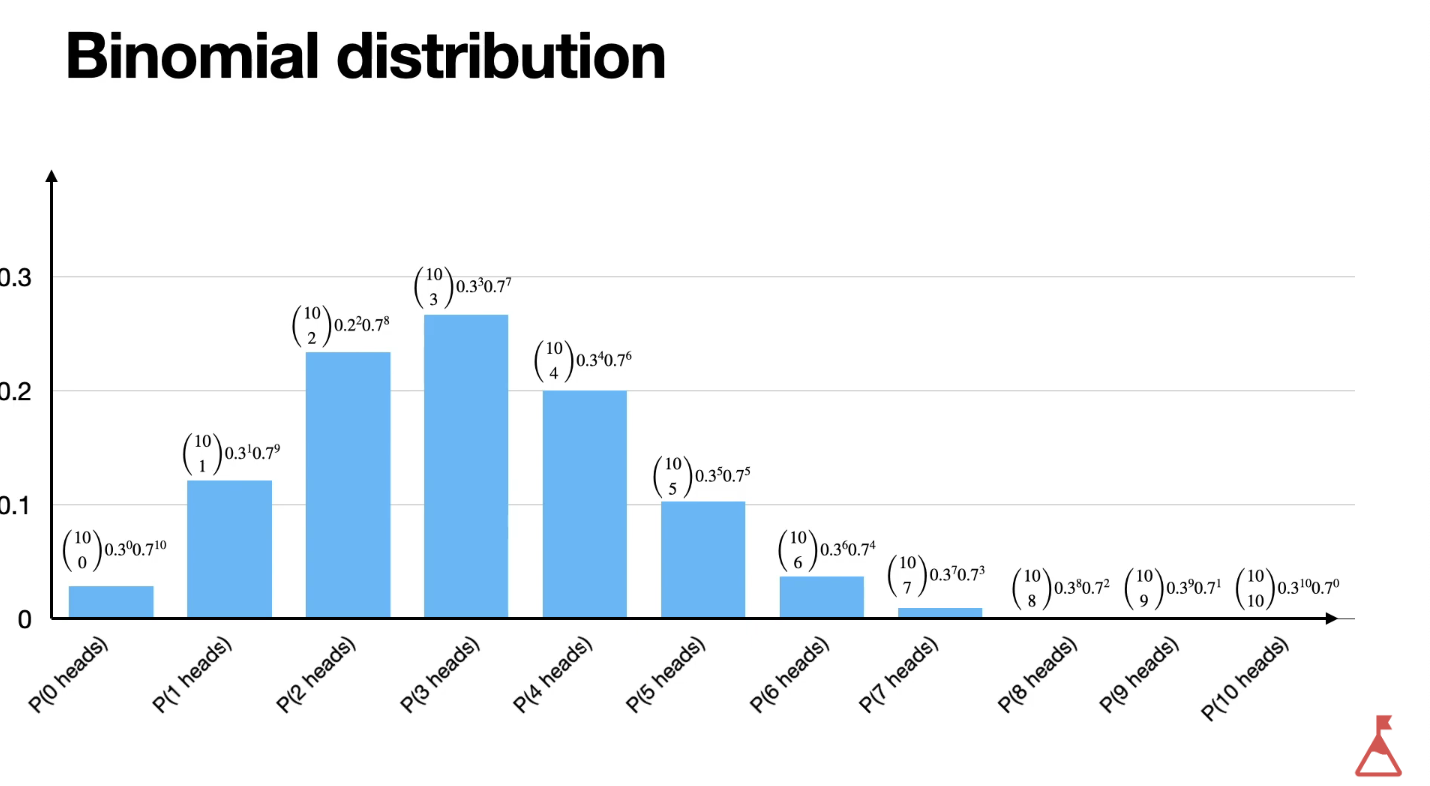 Binomial distribution
0.3
0.2
0.1
0
(10 0)0.3⁰0.7¹⁰
(10 1)0.3¹0.7⁹
(10 2)0.2²0.7⁸
(10 3)0.3³0.7⁷
(10 4)0.3⁴0.7⁶
(10 5)0.3⁵0.7⁵
(10 6)0.3⁶0.7⁴
(10 7)0.3⁷0.7³
(10 8)0.3⁸0.7²
(10 9)0.3⁹0.7¹
(10 10)0.3¹⁰0.7⁰
P(0 heads)
P(1 heads)
P(2 heads)
P(3 heads)
P(4 heads)
P(5 heads)
P(6 heads)
P(7 heads)
P(8 heads)
P(9 heads)
P(10 heads)